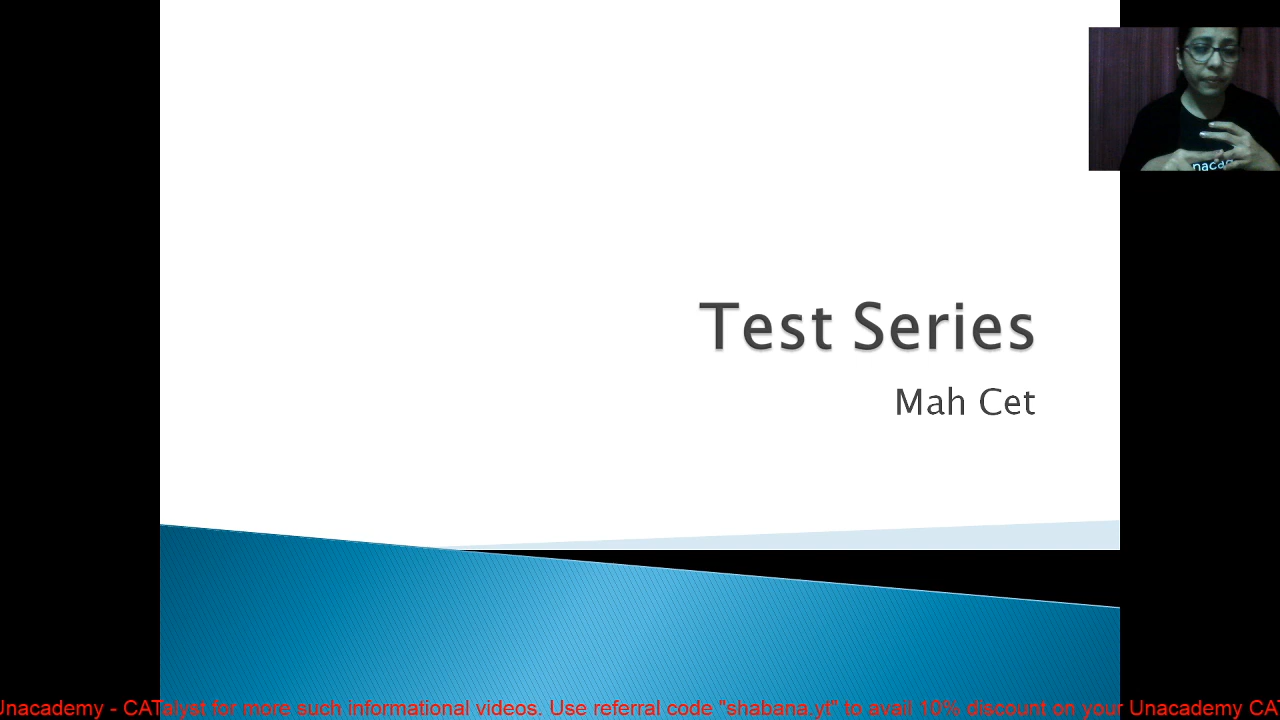 Test Series
Mah Cet
Unacademy - CATalyst for more such informational videos. Use referral code "shabana.yt" to avail 10% discount on your Unacademy CA